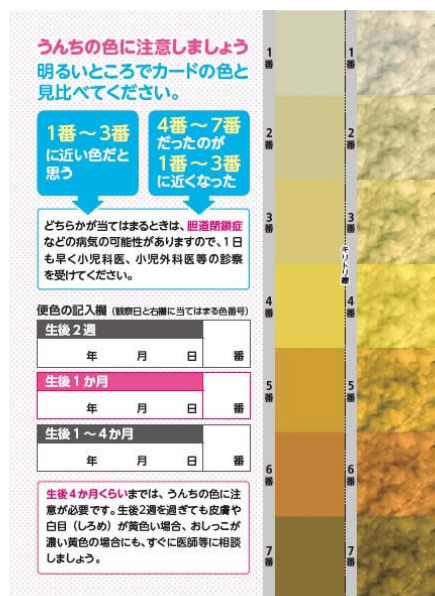 うんちの色に注意しましょう
明るいところでカードの色と
見比べてください。
1番～3番
に近い色だと
思う
4番～7番
だったのが
1番～3番
に近くなった
どちらかが当てはまるときは、胆道閉鎖症
などの病気の可能性がありますので、1日
も早く小児科医、小児外科医等の診察
を受けてください。
便色の記入欄（観察日と右欄に当てはまる色番号）
生後2週
年 月 日 番
生後1か月
年 月 日 番
生後1～4か月
年 月 日 番
生後4か月くらいまでは、うんちの色に注
意が必要です。生後2週を過ぎても皮膚や
白目（しろめ）が黄色い場合、おしっこが
濃い黄色の場合にも、すぐに医師等に相談
しましょう。
1番
2番
3番
4番
5番
6番
7番
キリトリ線
1番
2番
3番
4番
5番
6番
7番